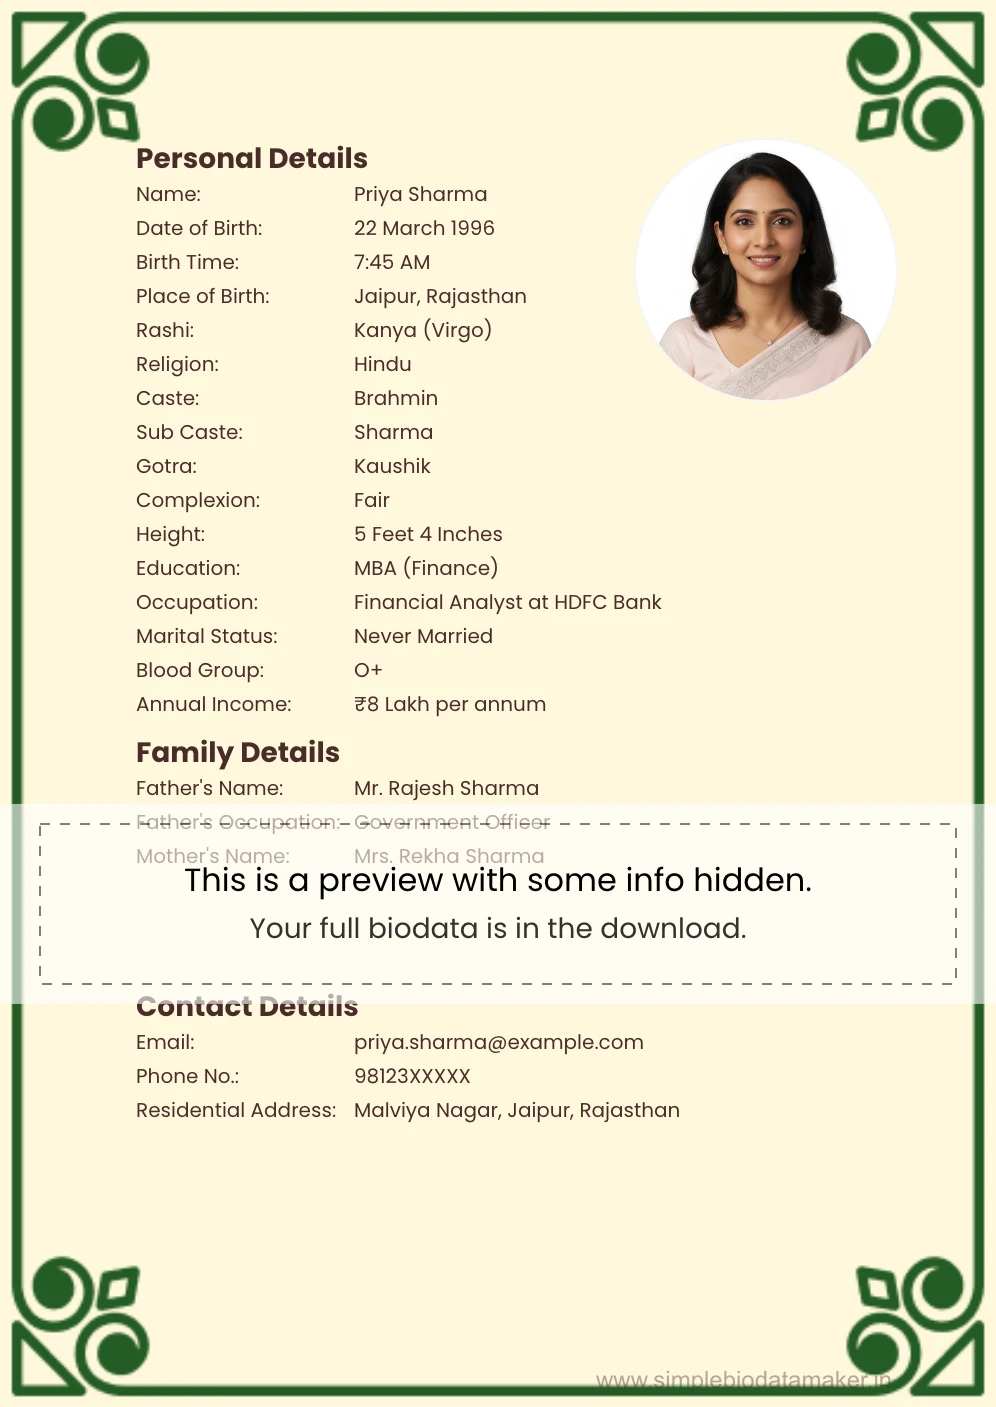 Personal Details
Name: Priya Sharma
Date of Birth: 22 March 1996
Birth Time: 7:45 AM
Place of Birth: Jaipur, Rajasthan
Rashi: Kanya (Virgo)
Religion: Hindu
Caste: Brahmin
Sub Caste: Sharma
Gotra: Kaushik
Complexion: Fair
Height: 5 Feet 4 Inches
Education: MBA (Finance)
Occupation: Financial Analyst at HDFC Bank
Marital Status: Never Married
Blood Group: O+
Annual Income: ₹8 Lakh per annum
Family Details
Father's Name: Mr. Rajesh Sharma
Father's Occupation: Government Officer
Mother's Name: Mrs. Rekha Sharma
This is a preview with some info hidden.
Your full biodata is in the download.
Contact Details
Email: priya.sharma@example.com
Phone No.: 98123XXXXX
Residential Address: Malviya Nagar, Jaipur, Rajasthan
www.simplebiodatamaker.in